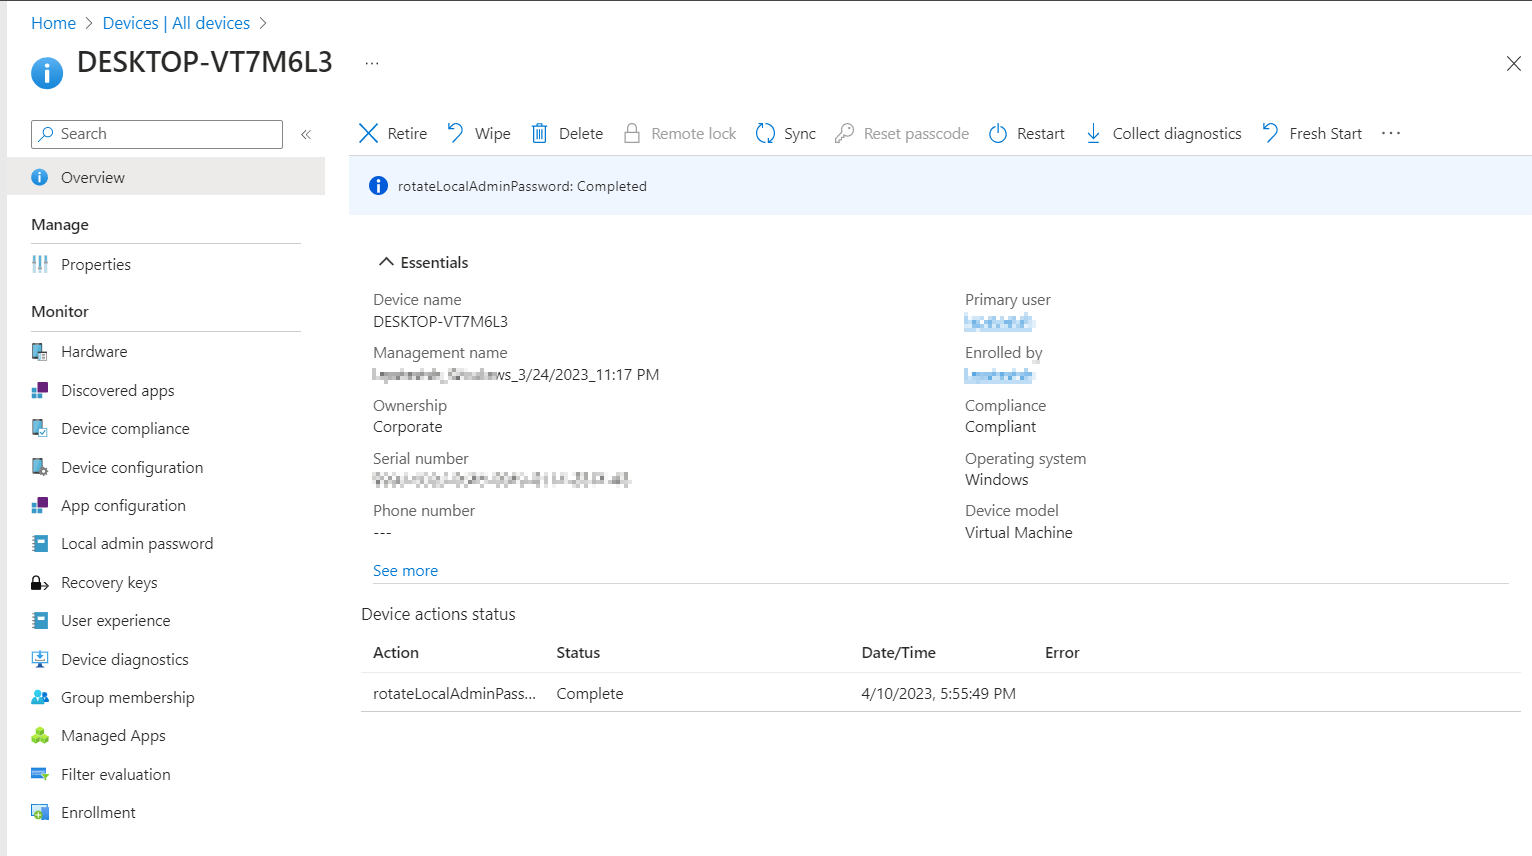 Home > Devices | All devices >
DESKTOP-VT7M6L3 ...
Search «
Retire Wipe Delete Remote lock Sync Reset passcode Restart Collect diagnostics Fresh Start ...
Overview
rotateLocalAdminPassword: Completed
Manage
Properties
Monitor
Hardware
Discovered apps
Device compliance
Device configuration
App configuration
Local admin password
Recovery keys
User experience
Device diagnostics
Group membership
Managed Apps
Filter evaluation
Enrollment
Essentials
Device name
DESKTOP-VT7M6L3
Management name
ws_3/24/2023_11:17 PM
Ownership
Corporate
Serial number
Phone number
---
Primary user
Enrolled by
Compliance
Compliant
Operating system
Windows
Device model
Virtual Machine
See more
Device actions status
Action Status Date/Time Error
rotateLocalAdminPass... Complete 4/10/2023, 5:55:49 PM